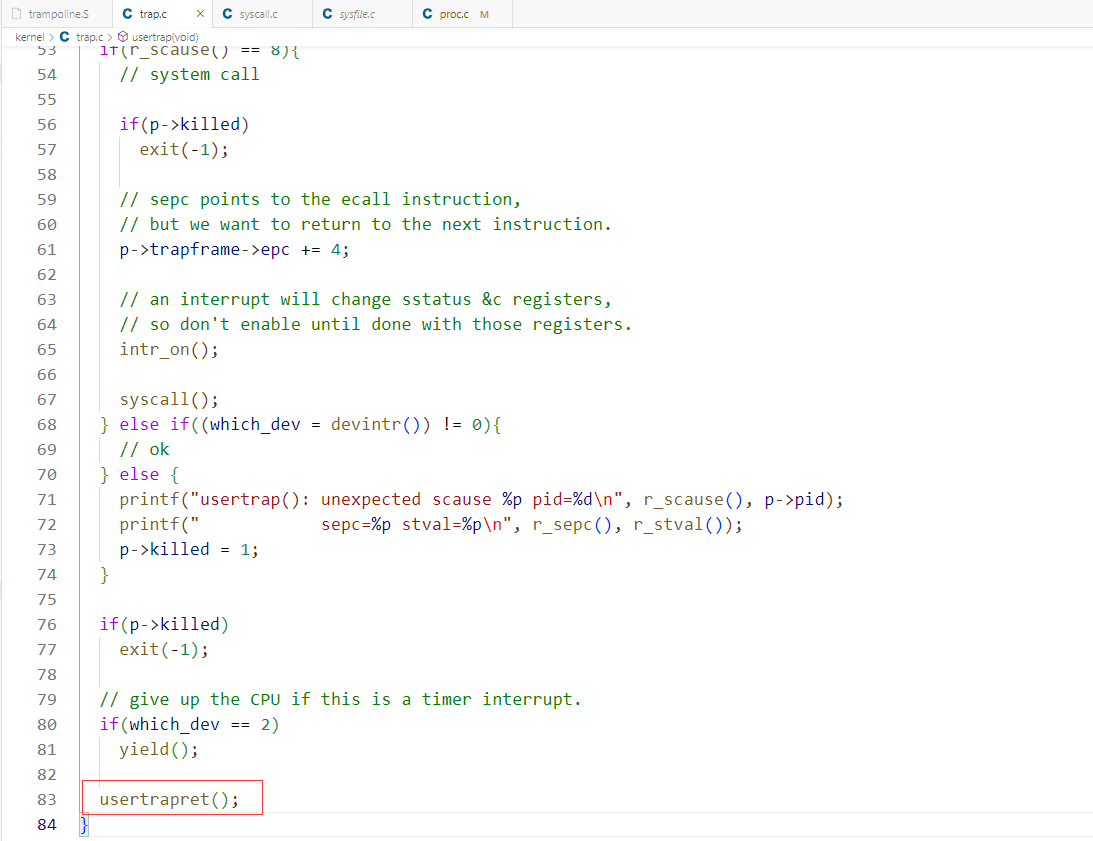 trampoline.S C trap.c × C syscall.c C sysfile.c C proc.c M
kernel > C trap.c > usertrap(void)
53 if(r_scause() == 8){
54 // system call
55
56 if(p->killed)
57 exit(-1);
58
59 // sepc points to the ecall instruction,
60 // but we want to return to the next instruction.
61 p->trapframe->epc += 4;
62
63 // an interrupt will change sstatus &c registers,
64 // so don't enable until done with those registers.
65 intr_on();
66
67 syscall();
68 } else if((which_dev = devintr()) != 0){
69 // ok
70 } else {
71 printf("usertrap(): unexpected scause %p pid=%d\n", r_scause(), p->pid);
72 printf("            sepc=%p stval=%p\n", r_sepc(), r_stval());
73 p->killed = 1;
74 }
75
76 if(p->killed)
77 exit(-1);
78
79 // give up the CPU if this is a timer interrupt.
80 if(which_dev == 2)
81 yield();
82
83 usertrapret();
84 }